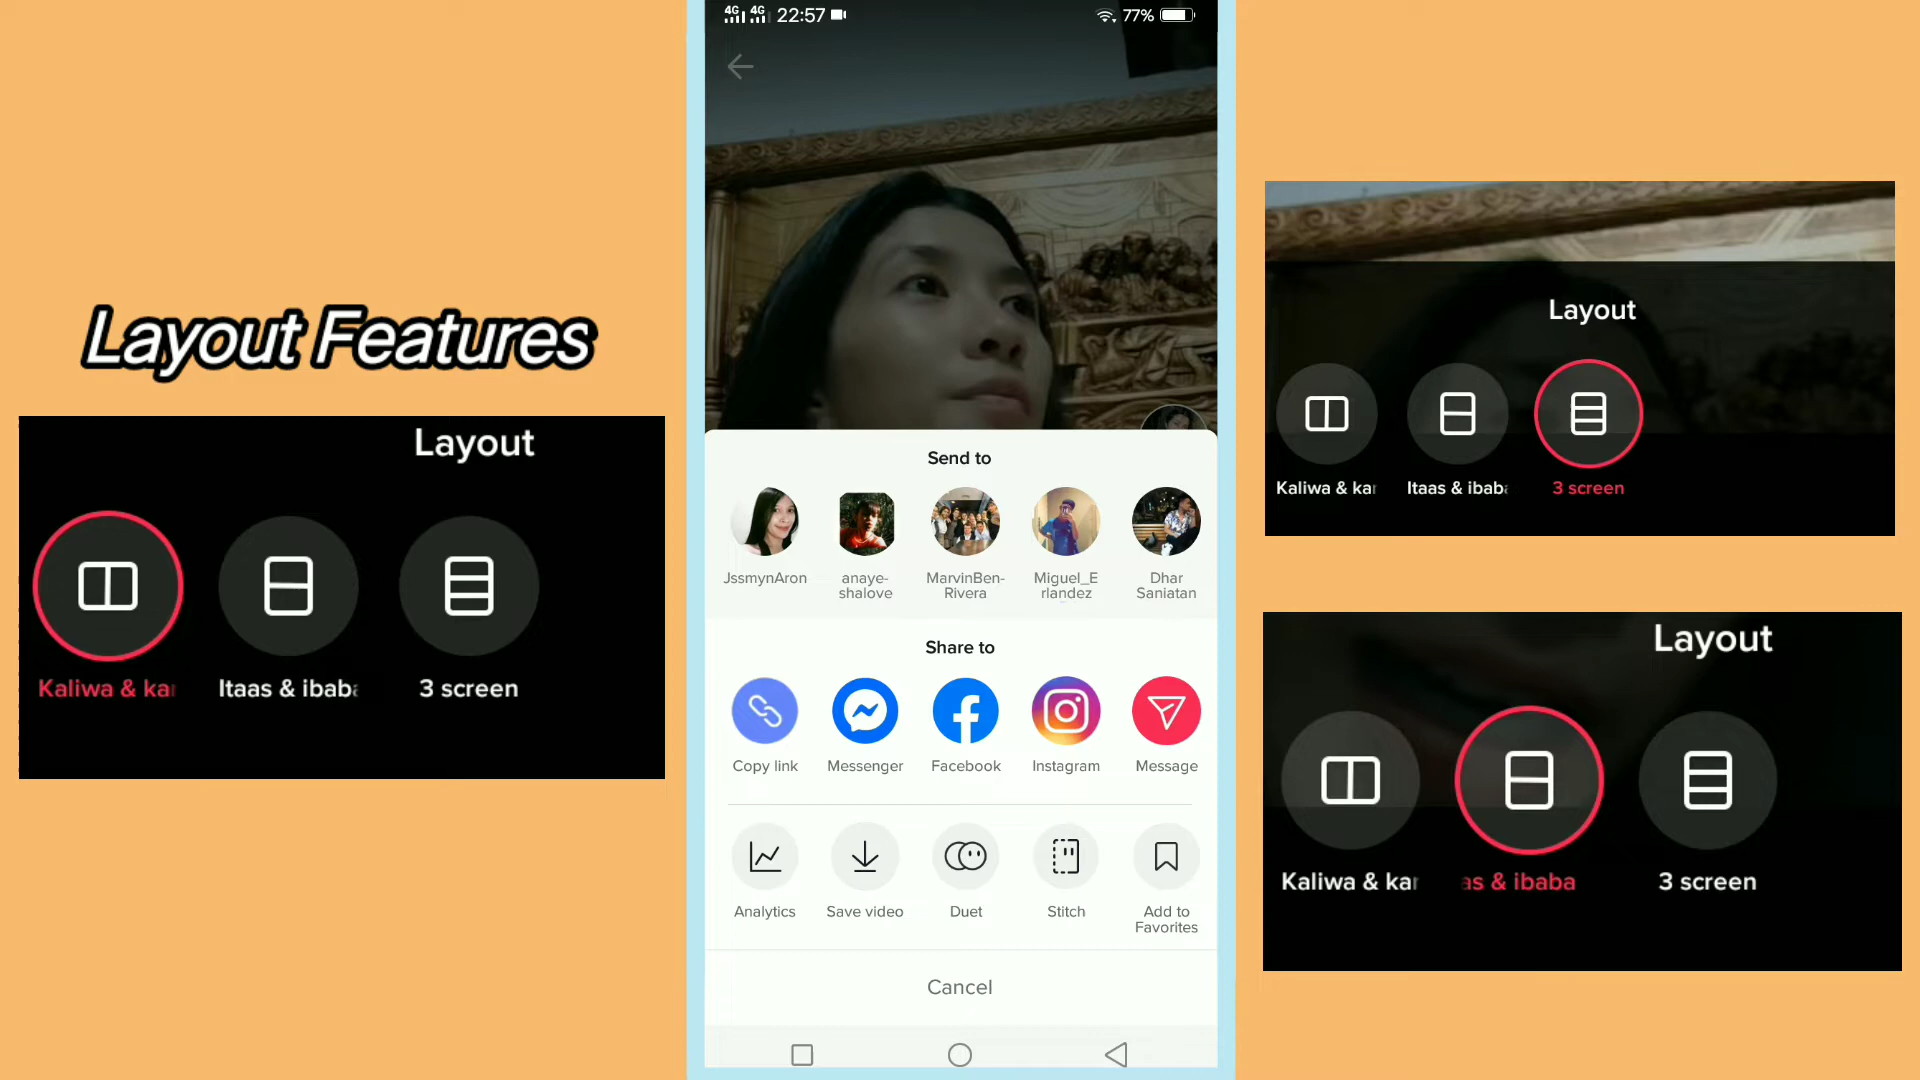 4G 4G 22:57 77%
Layout Features
Layout
Kaliwa & kar
Itaas & ibaba
3 screen
Send to
JssmynAron
anaye-
shalove
MarvinBen-
Rivera
Miguel_E
rlandez
Dhar
Saniatan
Share to
Copy link
Messenger
Facebook
Instagram
Message
Analytics
Save video
Duet
Stitch
Add to
Favorites
Cancel
Layout
Kaliwa & kar
Itaas & ibaba
3 screen
Layout
Kaliwa & kar
as & ibaba
3 screen